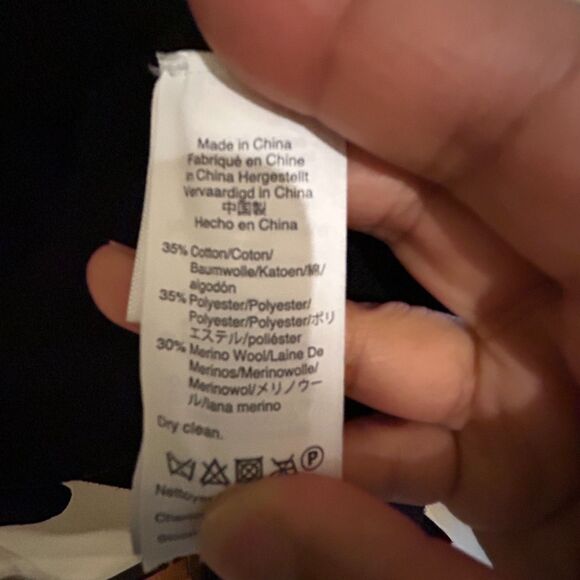 Made in China
Fabriqué en Chine
in China Hergestellt
Vervaardigd in China
中国製
Hecho en China
35% Cotton/Coton/
Baumwolle/Katoen/綿/
algodón
35% Polyester/Polyester/
Polyester/Polyester/ポリ
エステル/poliéster
30% Merino Wool/Laine De
Merinos/Merinowolle/
Merinowol/メリノウー
ル/lana merino
Dry clean.
P